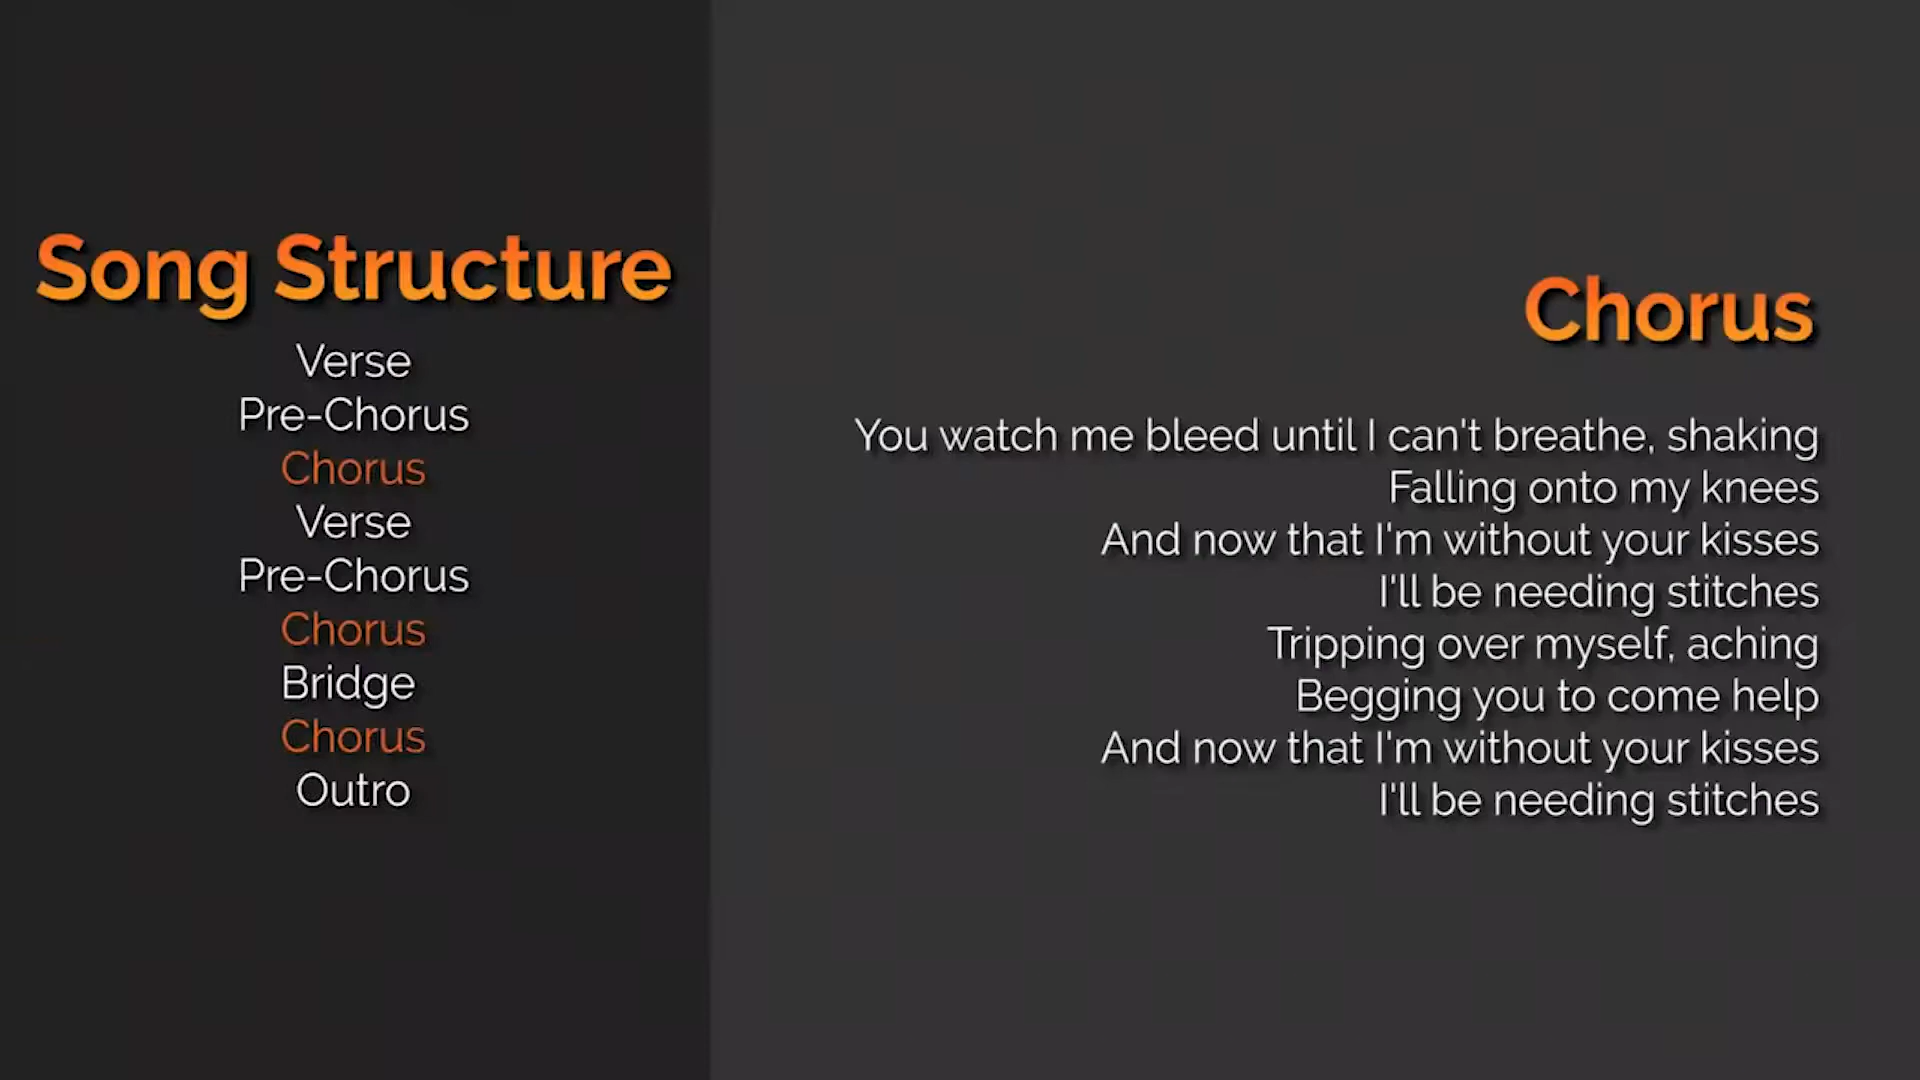 Song Structure
Verse
Pre-Chorus
Chorus
Verse
Pre-Chorus
Chorus
Bridge
Chorus
Outro
Chorus
You watch me bleed until I can't breathe, shaking
Falling onto my knees
And now that I'm without your kisses
I'll be needing stitches
Tripping over myself, aching
Begging you to come help
And now that I'm without your kisses
I'll be needing stitches